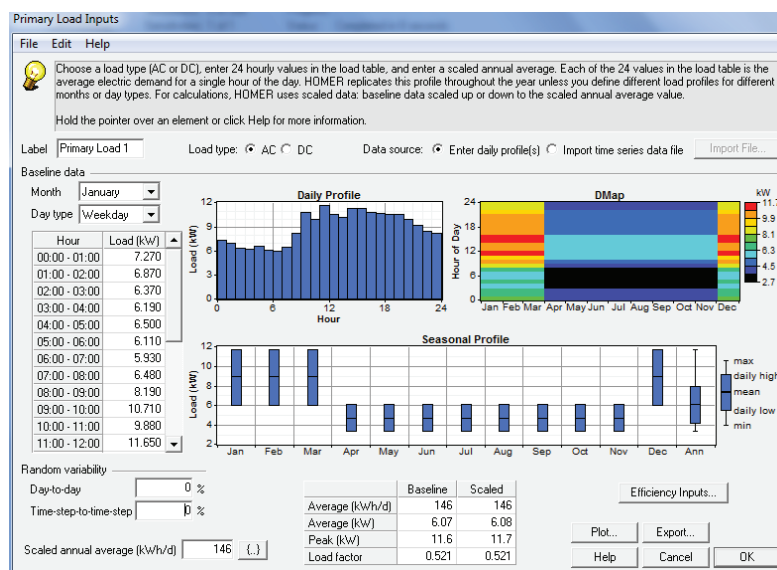 Primary Load Inputs
File Edit Help
Choose a load type (AC or DC), enter 24 hourly values in the load table, and enter a scaled annual average. Each of the 24 values in the load table is the
average electric demand for a single hour of the day. HOMER replicates this profile throughout the year unless you define different load profiles for different
months or day types. For calculations, HOMER uses scaled data: baseline data scaled up or down to the scaled annual average value.
Hold the pointer over an element or click Help for more information.
Label Primary Load 1 Load type: AC DC Data source: Enter daily profile(s) Import time series data file Import File...
Baseline data
Month January
Day type Weekday
Hour Load (kW)
00:00 - 01:00 7.270
01:00 - 02:00 6.870
02:00 - 03:00 6.370
03:00 - 04:00 6.190
04:00 - 05:00 6.500
05:00 - 06:00 6.110
06:00 - 07:00 5.930
07:00 - 08:00 6.480
08:00 - 09:00 8.190
09:00 - 10:00 10.710
10:00 - 11:00 9.880
11:00 - 12:00 11.650
Daily Profile
Load (kW)
12
9
6
3
0
0 6 12 18 24
Hour
DMap
Hour of Day
24
18
12
6
0
Jan Feb Mar Apr May Jun Jul Aug Sep Oct Nov Dec
kW
11.7
9.9
8.1
6.3
4.5
2.7
Seasonal Profile
Load (kW)
12
10
8
6
4
2
Jan Feb Mar Apr May Jun Jul Aug Sep Oct Nov Dec Ann
max
daily high
mean
daily low
min
Random variability
Day-to-day 0 %
Time-step-to-time-step 0 %
Scaled annual average (kWh/d) 146 {..}
Baseline Scaled
Average (kWh/d) 146 146
Average (kW) 6.07 6.08
Peak (kW) 11.6 11.7
Load factor 0.521 0.521
Efficiency Inputs...
Plot... Export...
Help Cancel OK